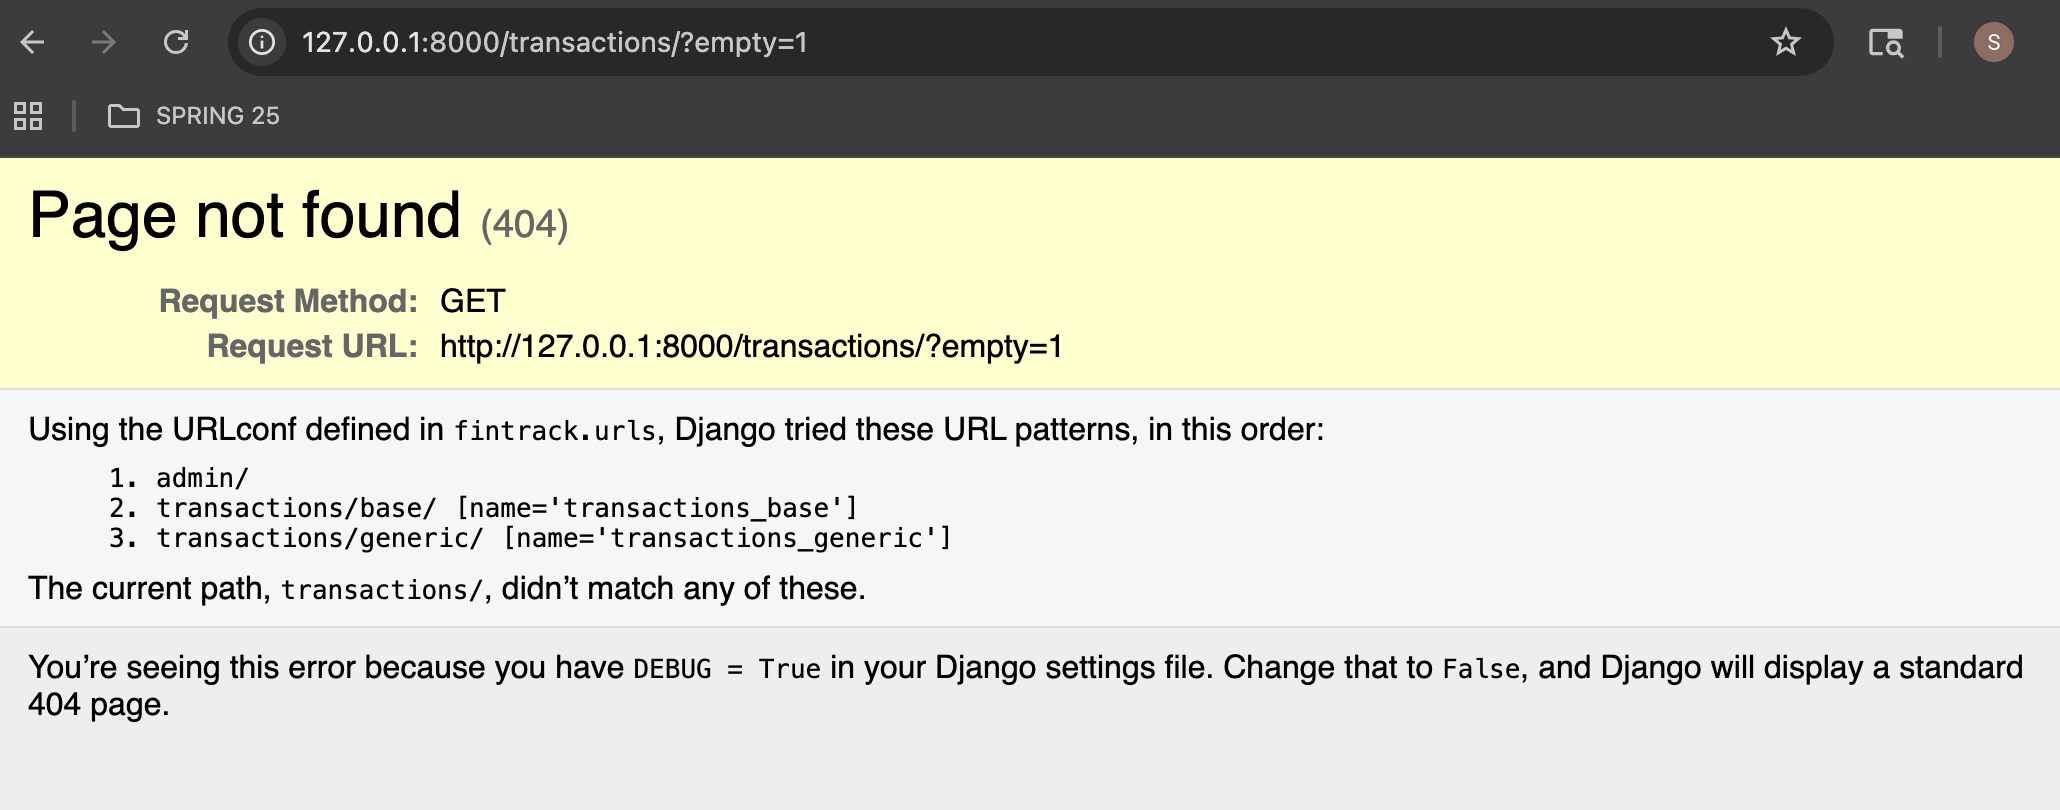 127.0.0.1:8000/transactions/?empty=1
S
SPRING 25
Page not found (404)
Request Method: GET
Request URL: http://127.0.0.1:8000/transactions/?empty=1
Using the URLconf defined in fintrack.urls, Django tried these URL patterns, in this order:
1. admin/
2. transactions/base/ [name='transactions_base']
3. transactions/generic/ [name='transactions_generic']
The current path, transactions/, didn’t match any of these.
You’re seeing this error because you have DEBUG = True in your Django settings file. Change that to False, and Django will display a standard
404 page.